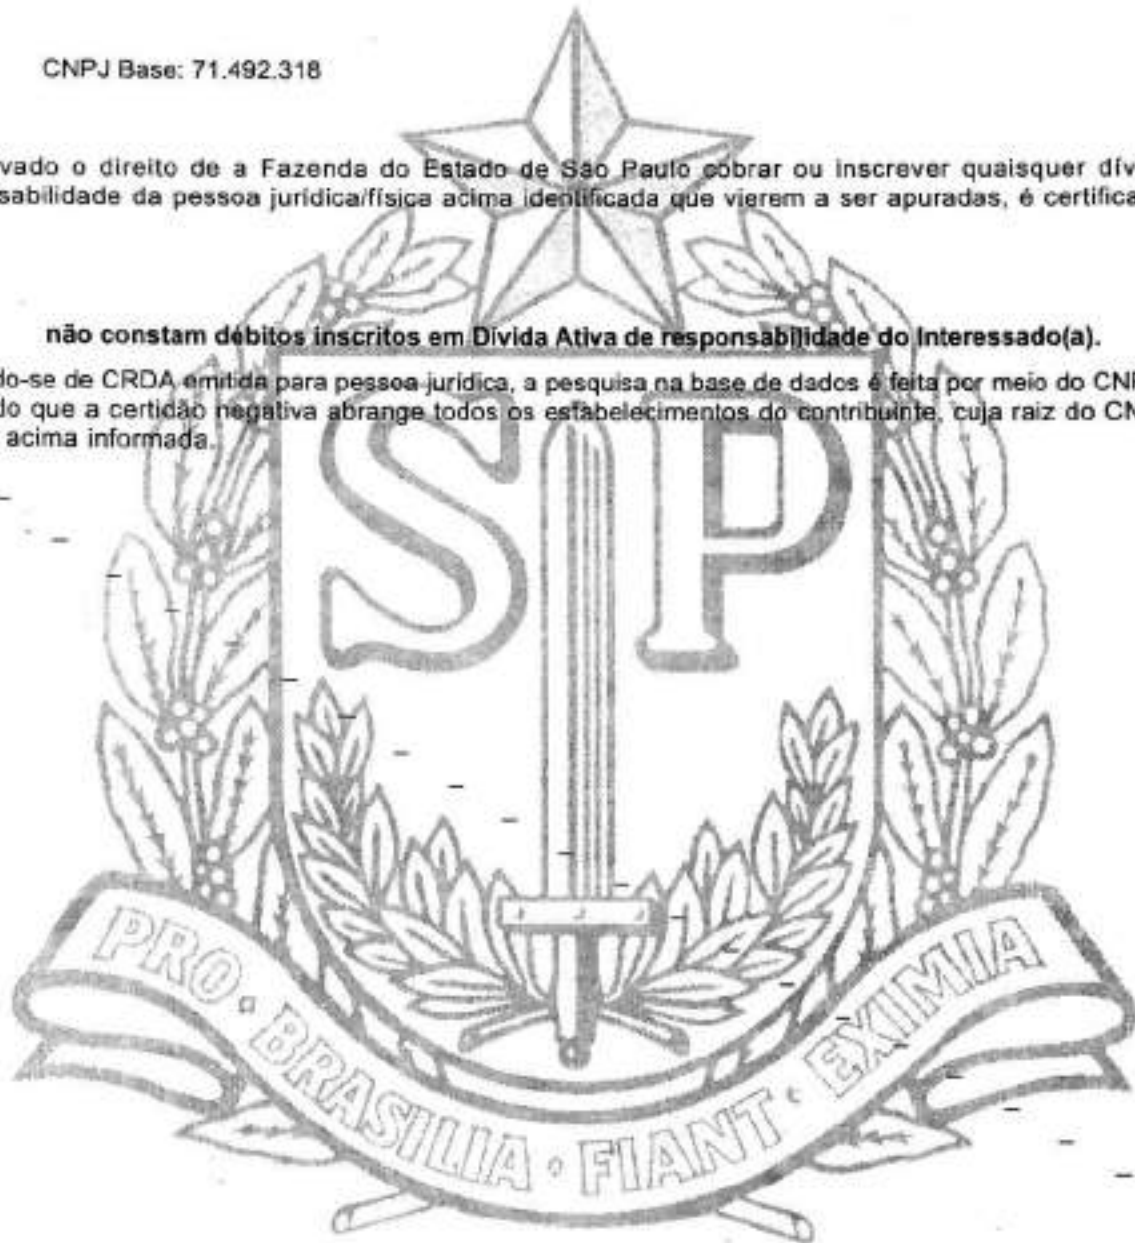 CNPJ Base: 71.492.318
vado o direito de a Fazenda do Estado de São Paulo cobrar ou inscrever quaisquer dív
sabilidade da pessoa jurídica/física acima identificada que vierem a ser apuradas, é certifica
não constam débitos inscritos em Dívida Ativa de responsabilidade do Interessado(a).
do-se de CRDA emitida para pessoa jurídica, a pesquisa na base de dados é feita por meio do CNP
do que a certidão negativa abrange todos os estabelecimentos do contribuinte, cuja raiz do CN
acima informada.
SP
PRO • BRASILIA • FIANT • EXIMIA